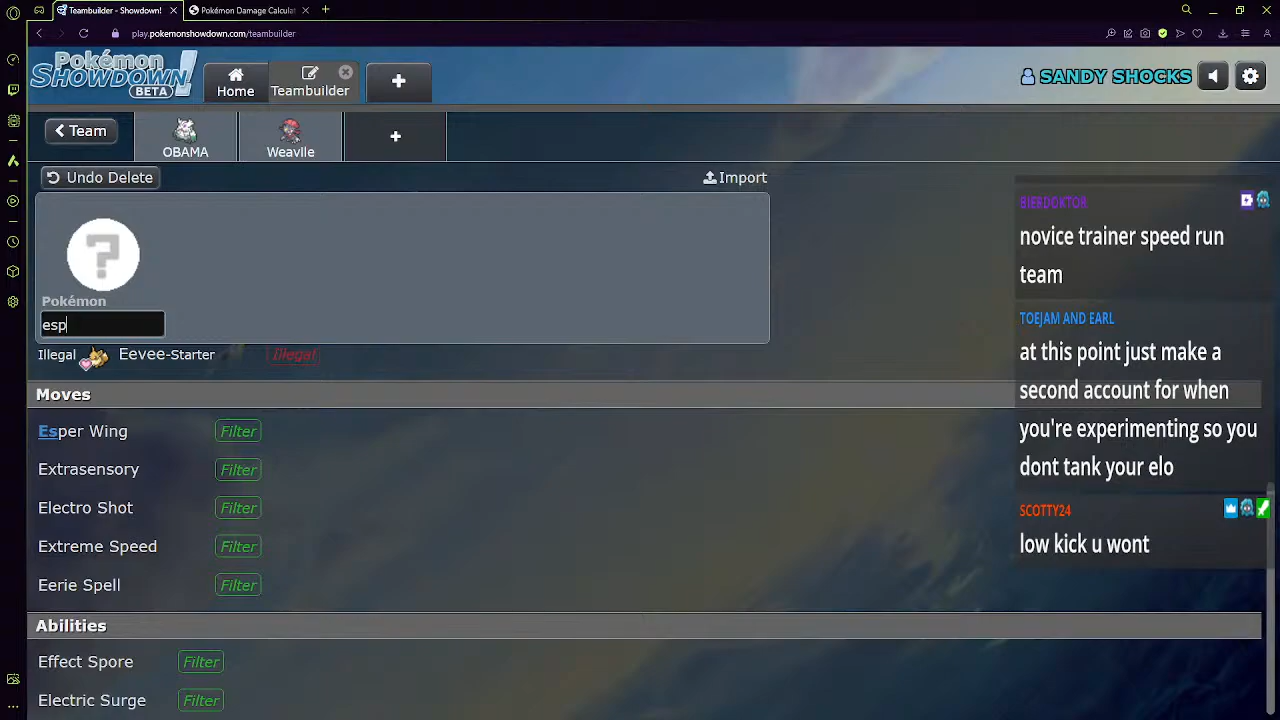 Teambuilder - Showdown!
Pokémon Damage Calculat
play.pokemonshowdown.com/teambuilder
Pokémon
SHOWDOWN!
BETA
Home
Teambuilder
SANDY SHOCKS
Team
OBAMA
Weavile
Undo Delete
Import
Pokémon
esp
Illegal Eevee-Starter Illegal
Moves
Esper Wing Filter
Extrasensory Filter
Electro Shot Filter
Extreme Speed Filter
Eerie Spell Filter
Abilities
Effect Spore Filter
Electric Surge Filter
BIERDOKTOR
novice trainer speed run
team
TOEJAM AND EARL
at this point just make a
second account for when
you're experimenting so you
dont tank your elo
SCOTTY24
low kick u wont